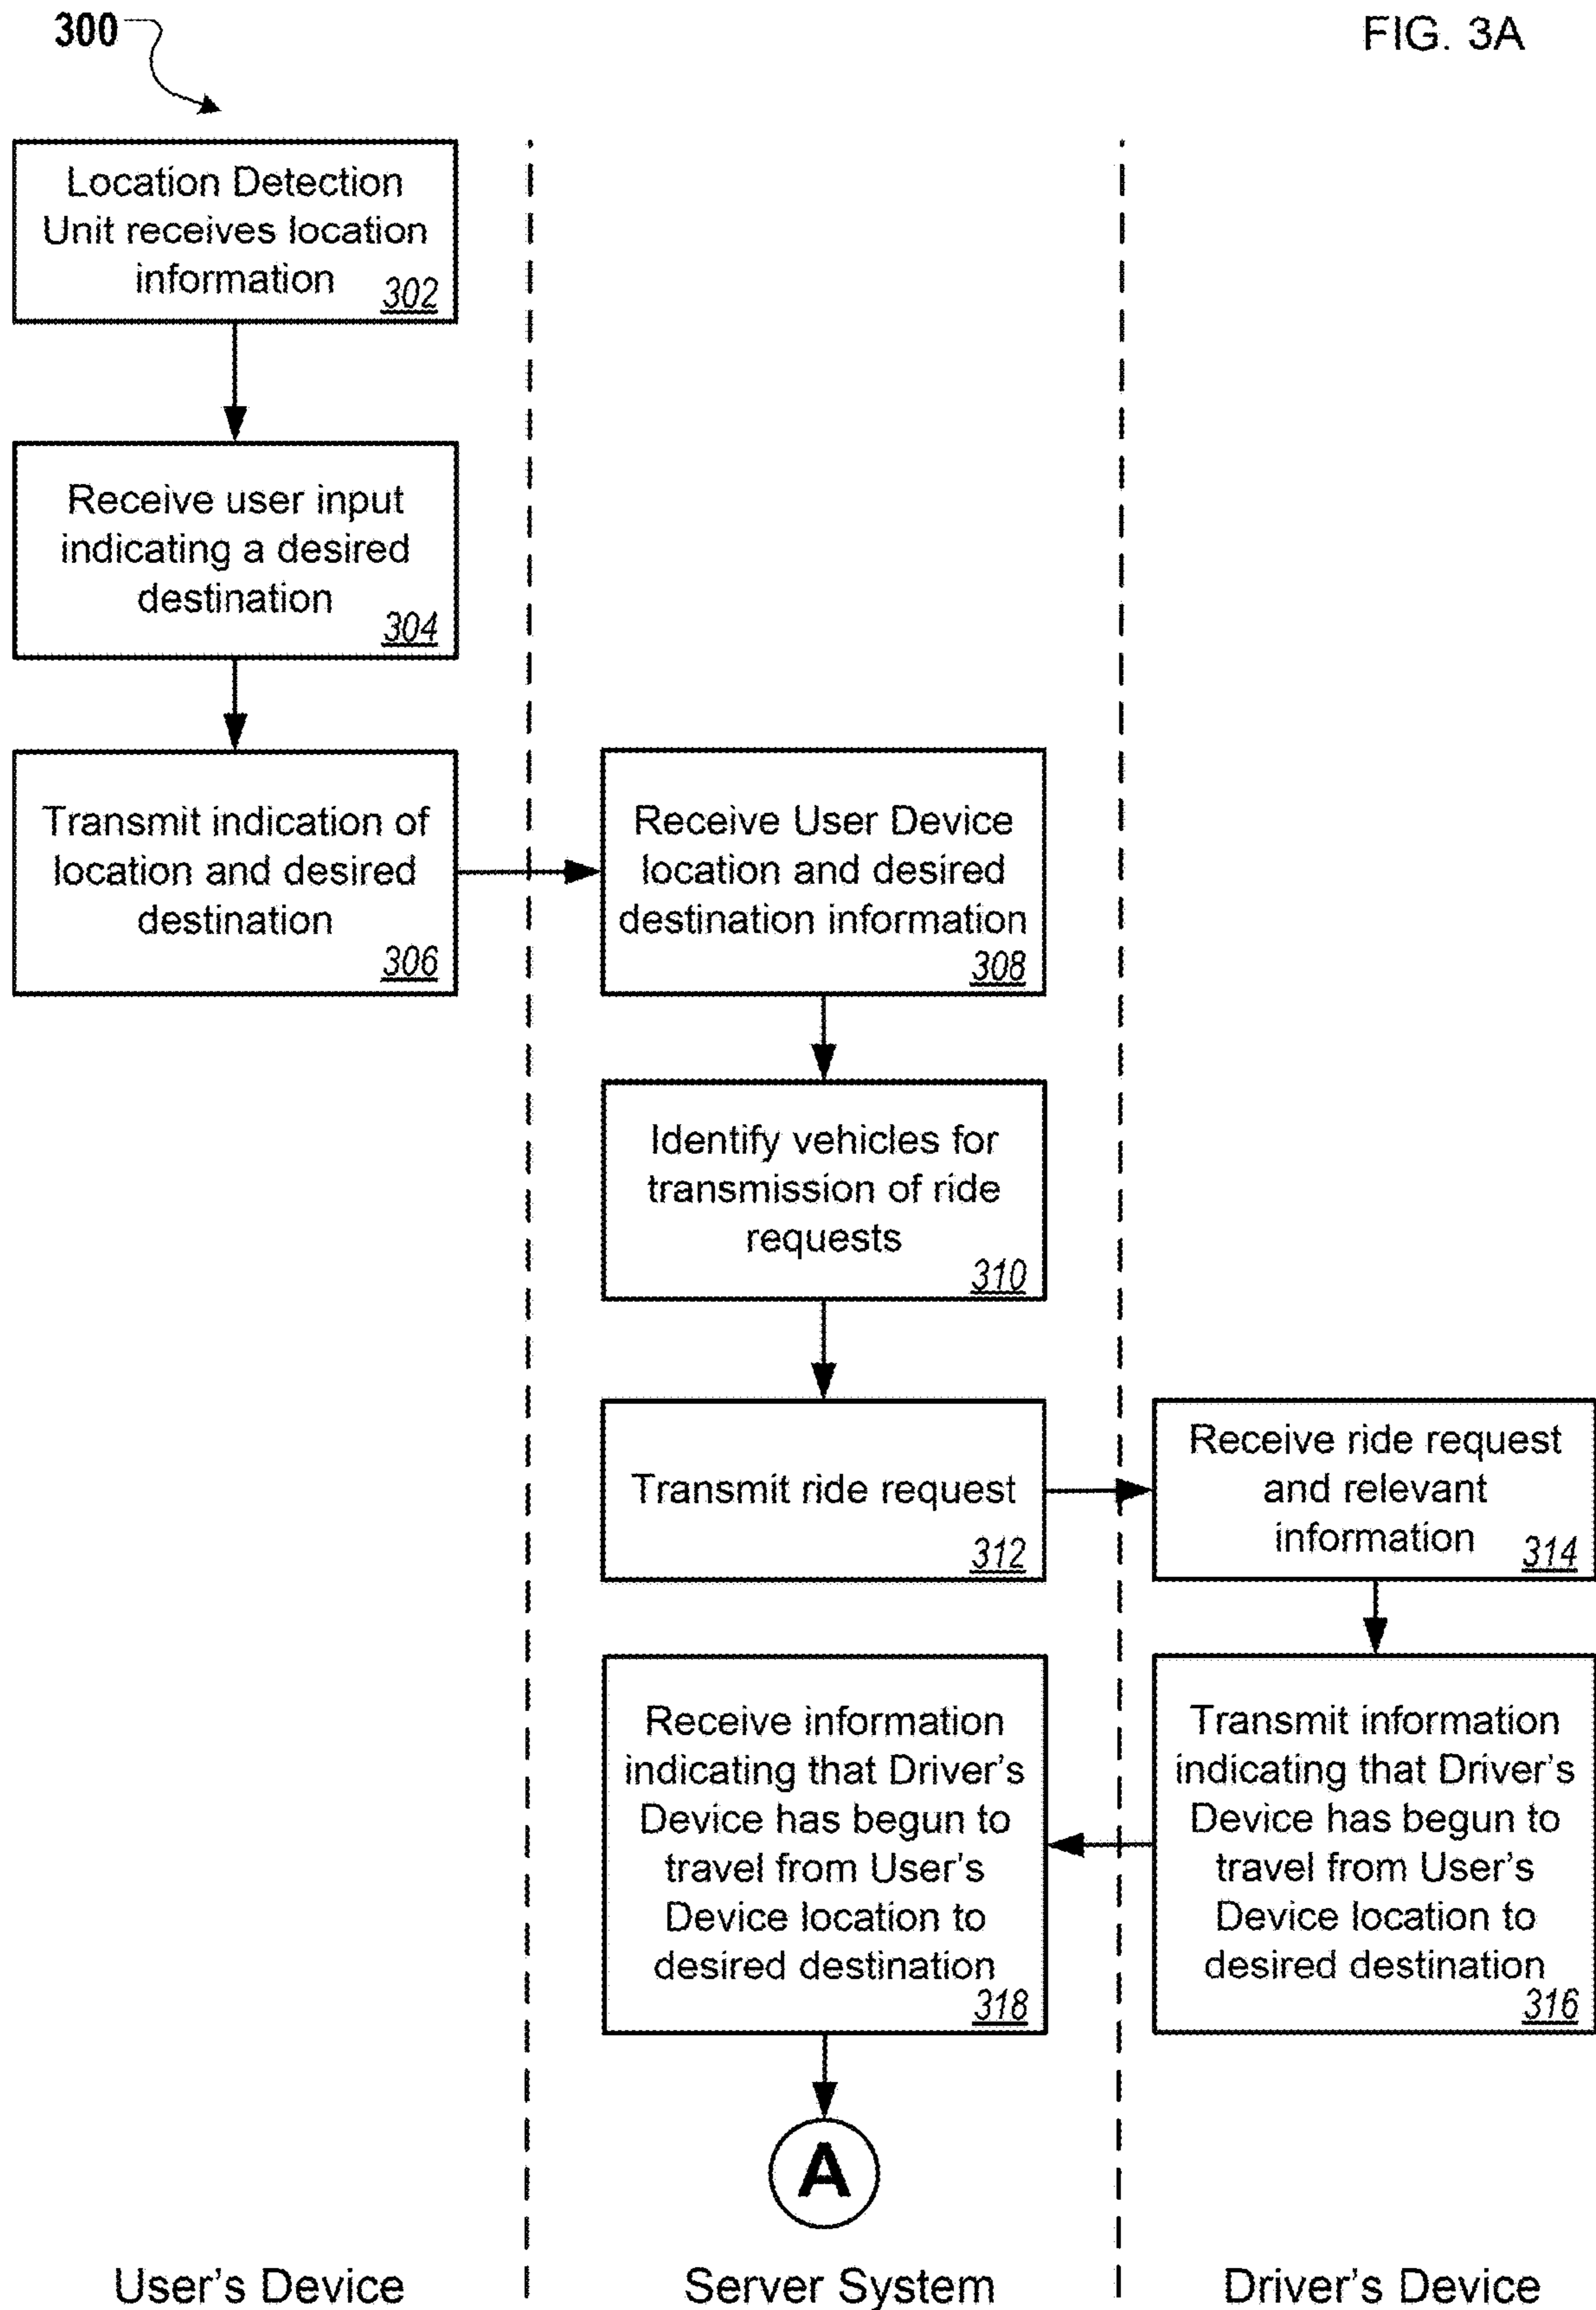 300
FIG. 3A
Location Detection
Unit receives location
information
302
Receive user input
indicating a desired
destination
304
Transmit indication of
location and desired
destination
306
Receive User Device
location and desired
destination information
308
Identify vehicles for
transmission of ride
requests
310
Transmit ride request
312
Receive ride request
and relevant
information
314
Transmit information
indicating that Driver's
Device has begun to
travel from User's
Device location to
desired destination
316
Receive information
indicating that Driver's
Device has begun to
travel from User's
Device location to
desired destination
318
A
User's Device
Server System
Driver's Device